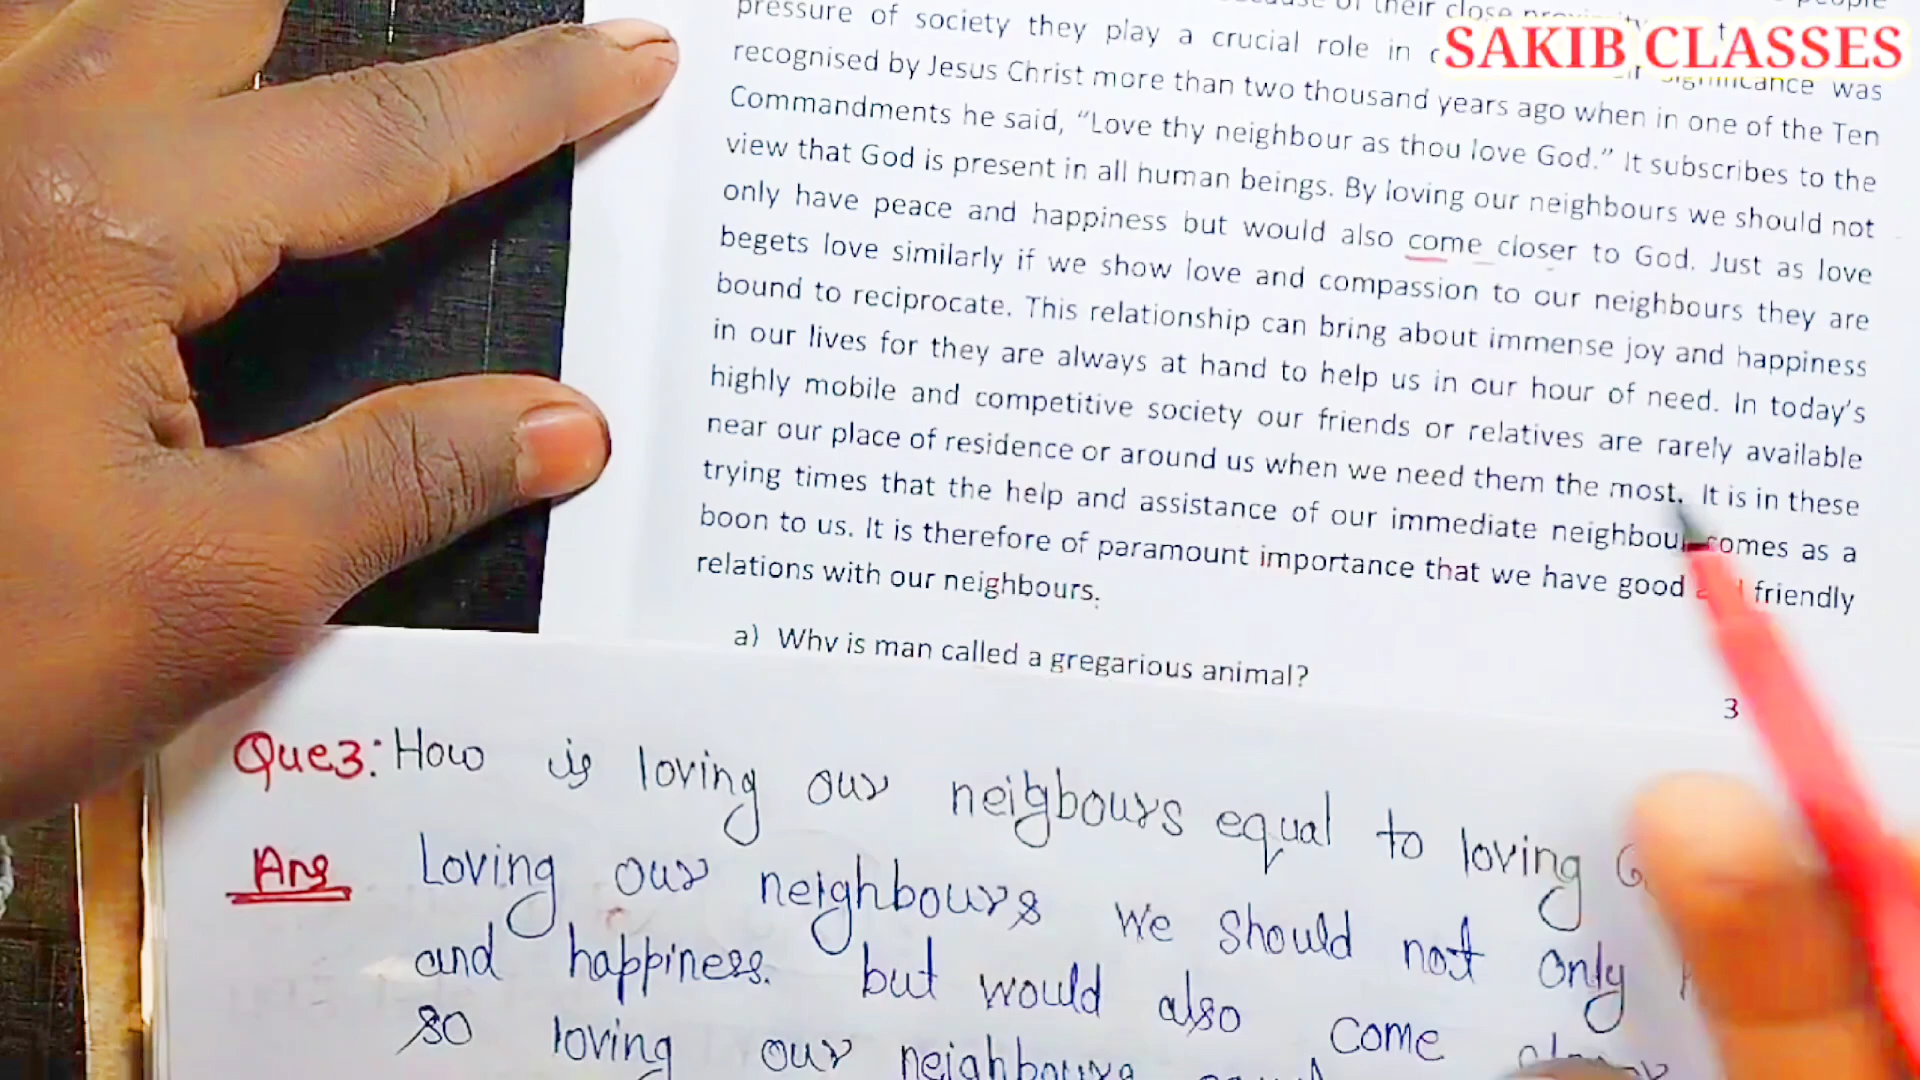 of their close
pressure of society they play a crucial role in
SAKIB CLASSES
significance was
recognised by Jesus Christ more than two thousand years ago when in one of the Ten
Commandments he said, “Love thy neighbour as thou love God.” It subscribes to the
view that God is present in all human beings. By loving our neighbours we should not
only have peace and happiness but would also come closer to God. Just as love
begets love similarly if we show love and compassion to our neighbours they are
bound to reciprocate. This relationship can bring about immense joy and happiness
in our lives for they are always at hand to help us in our hour of need. In today’s
highly mobile and competitive society our friends or relatives are rarely available
near our place of residence or around us when we need them the most. It is in these
trying times that the help and assistance of our immediate neighbour comes as a
boon to us. It is therefore of paramount importance that we have good friendly
relations with our neighbours.
a) Why is man called a gregarious animal?
3
Que3: How is loving our neigbours equal to loving
Ans Loving our neighbours we should not only
and happiness. but would also come
so loving our neighbours